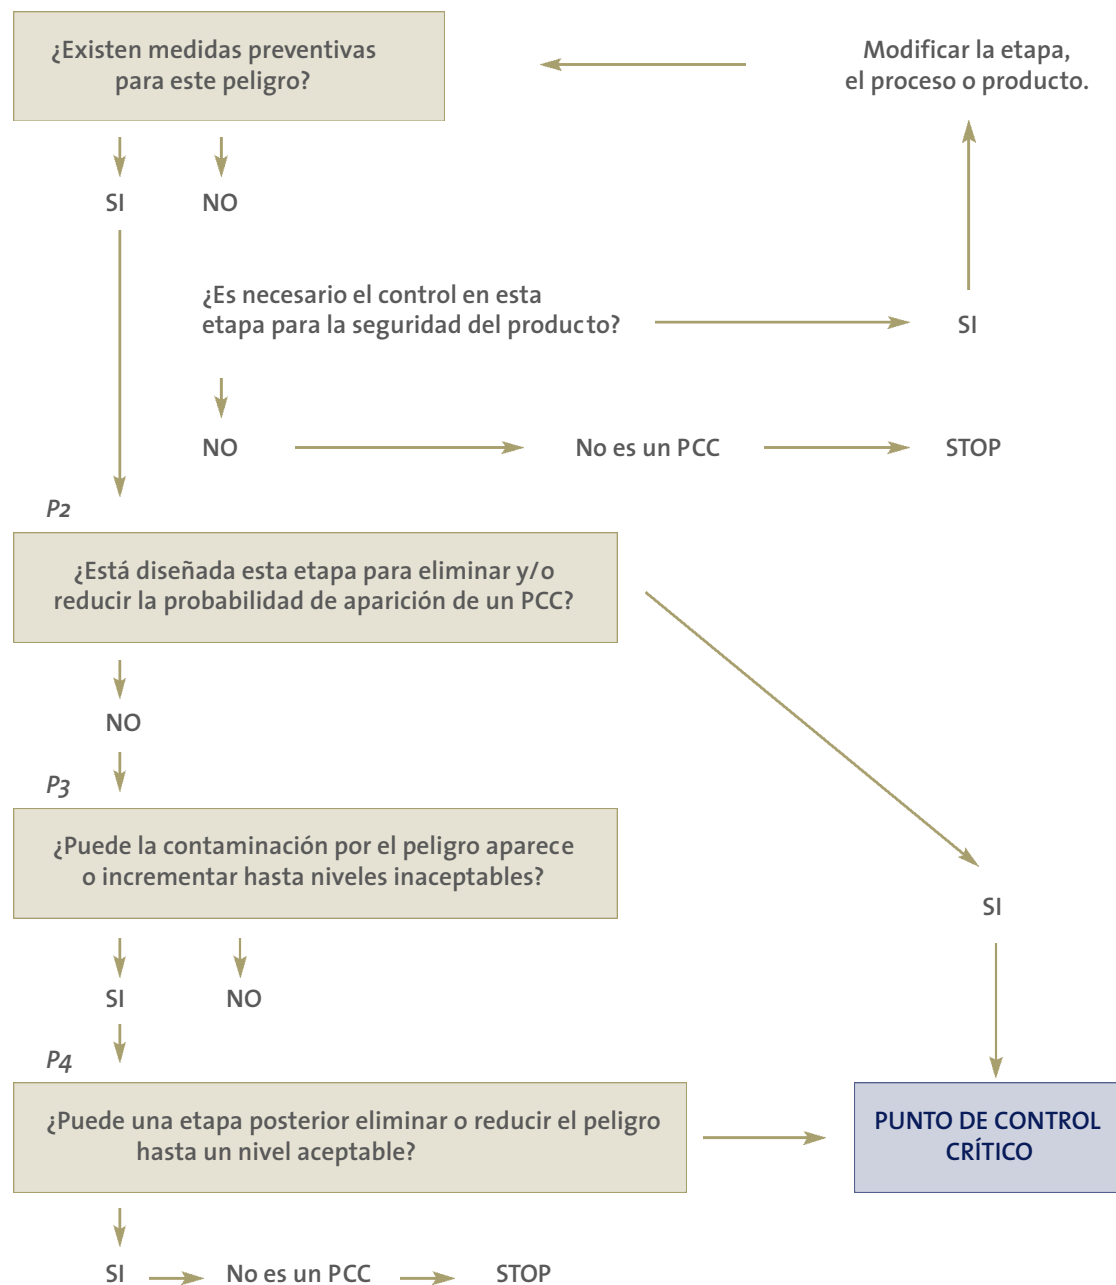 ¿Existen medidas preventivas
para este peligro?
Modificar la etapa,
el proceso o producto.
SI
NO
¿Es necesario el control en esta
etapa para la seguridad del producto?
SI
NO
No es un PCC
STOP
P2
¿Está diseñada esta etapa para eliminar y/o
reducir la probabilidad de aparición de un PCC?
NO
P3
¿Puede la contaminación por el peligro aparece
o incrementar hasta niveles inaceptables?
SI
SI
NO
P4
¿Puede una etapa posterior eliminar o reducir el peligro
hasta un nivel aceptable?
PUNTO DE CONTROL
CRÍTICO
SI
No es un PCC
STOP